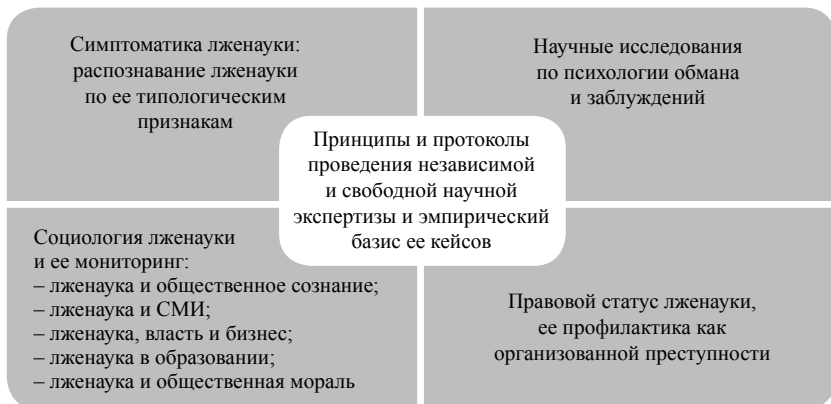 Симптоматика лженауки:
распознавание лженауки
по ее типологическим
признакам
Научные исследования
по психологии обмана
и заблуждений
Принципы и протоколы
проведения независимой
и свободной научной
экспертизы и эмпирический
базис ее кейсов
Социология лженауки
и ее мониторинг:
– лженаука и общественное сознание;
– лженаука и СМИ;
– лженаука, власть и бизнес;
– лженаука в образовании;
– лженаука и общественная мораль
Правовой статус лженауки,
ее профилактика как
организованной преступности